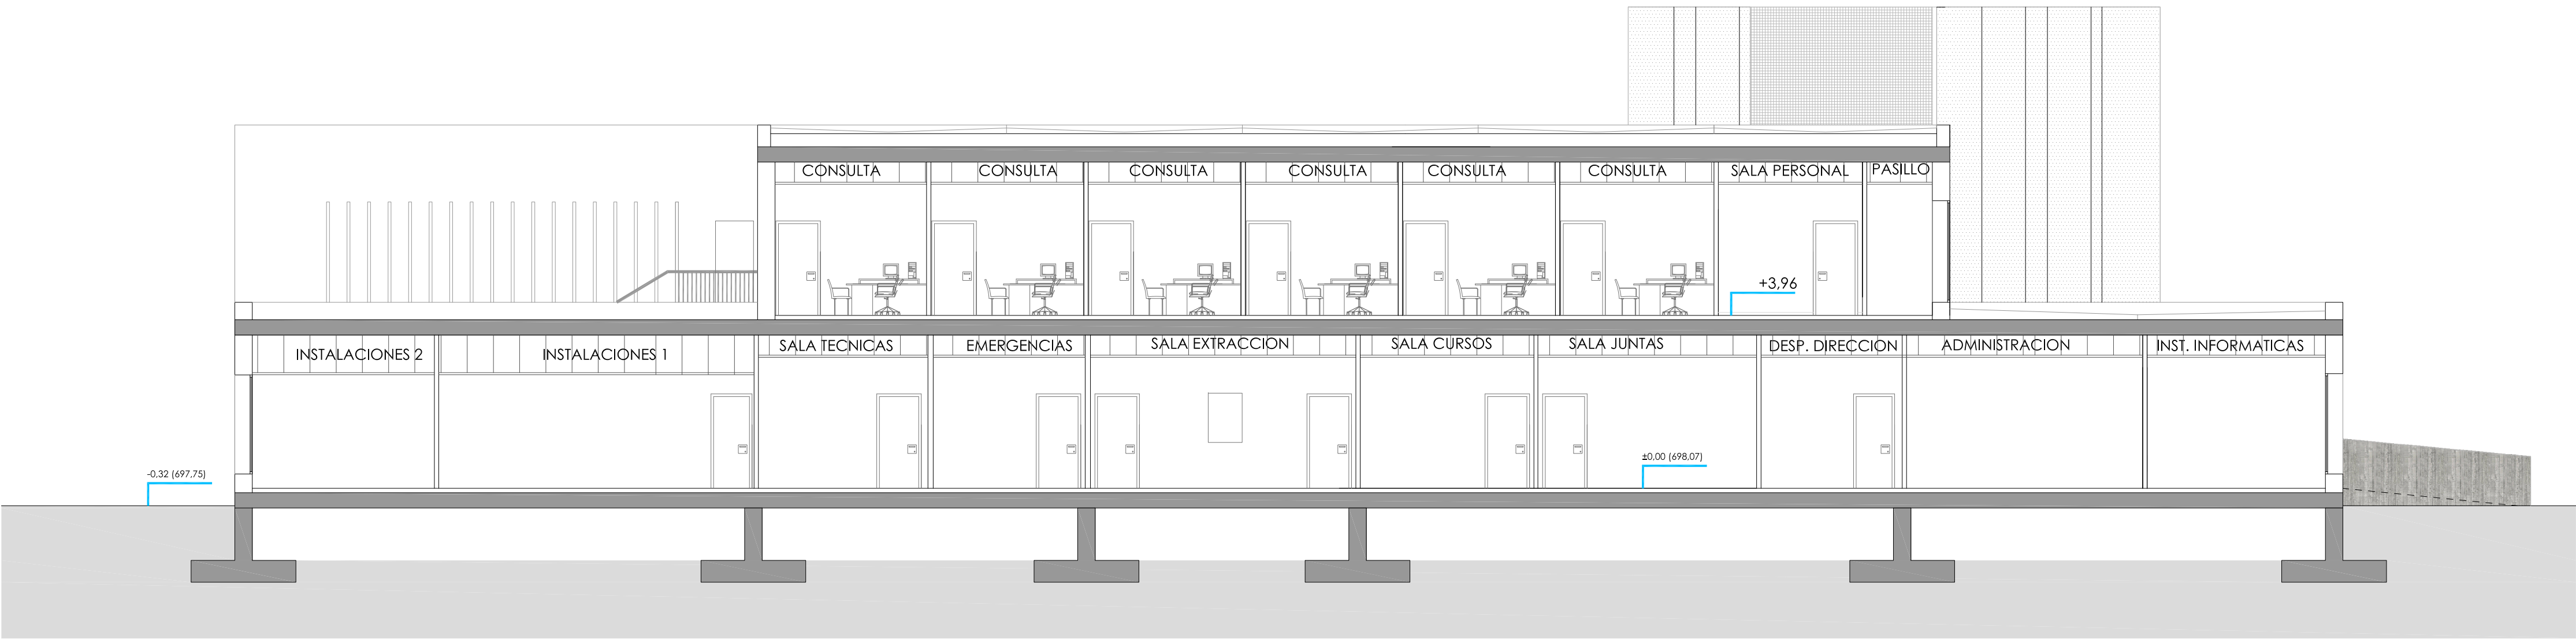 CONSULTA
CONSULTA
CONSULTA
CONSULTA
CONSULTA
CONSULTA
SALA PERSONAL
PASILLO
+3,96
INSTALACIONES 2
INSTALACIONES 1
SALA TECNICAS
EMERGENCIAS
SALA EXTRACCION
SALA CURSOS
SALA JUNTAS
DESP. DIRECCION
ADMINISTRACION
INST. INFORMATICAS
-0,32 (697,75)
±0,00 (698,07)